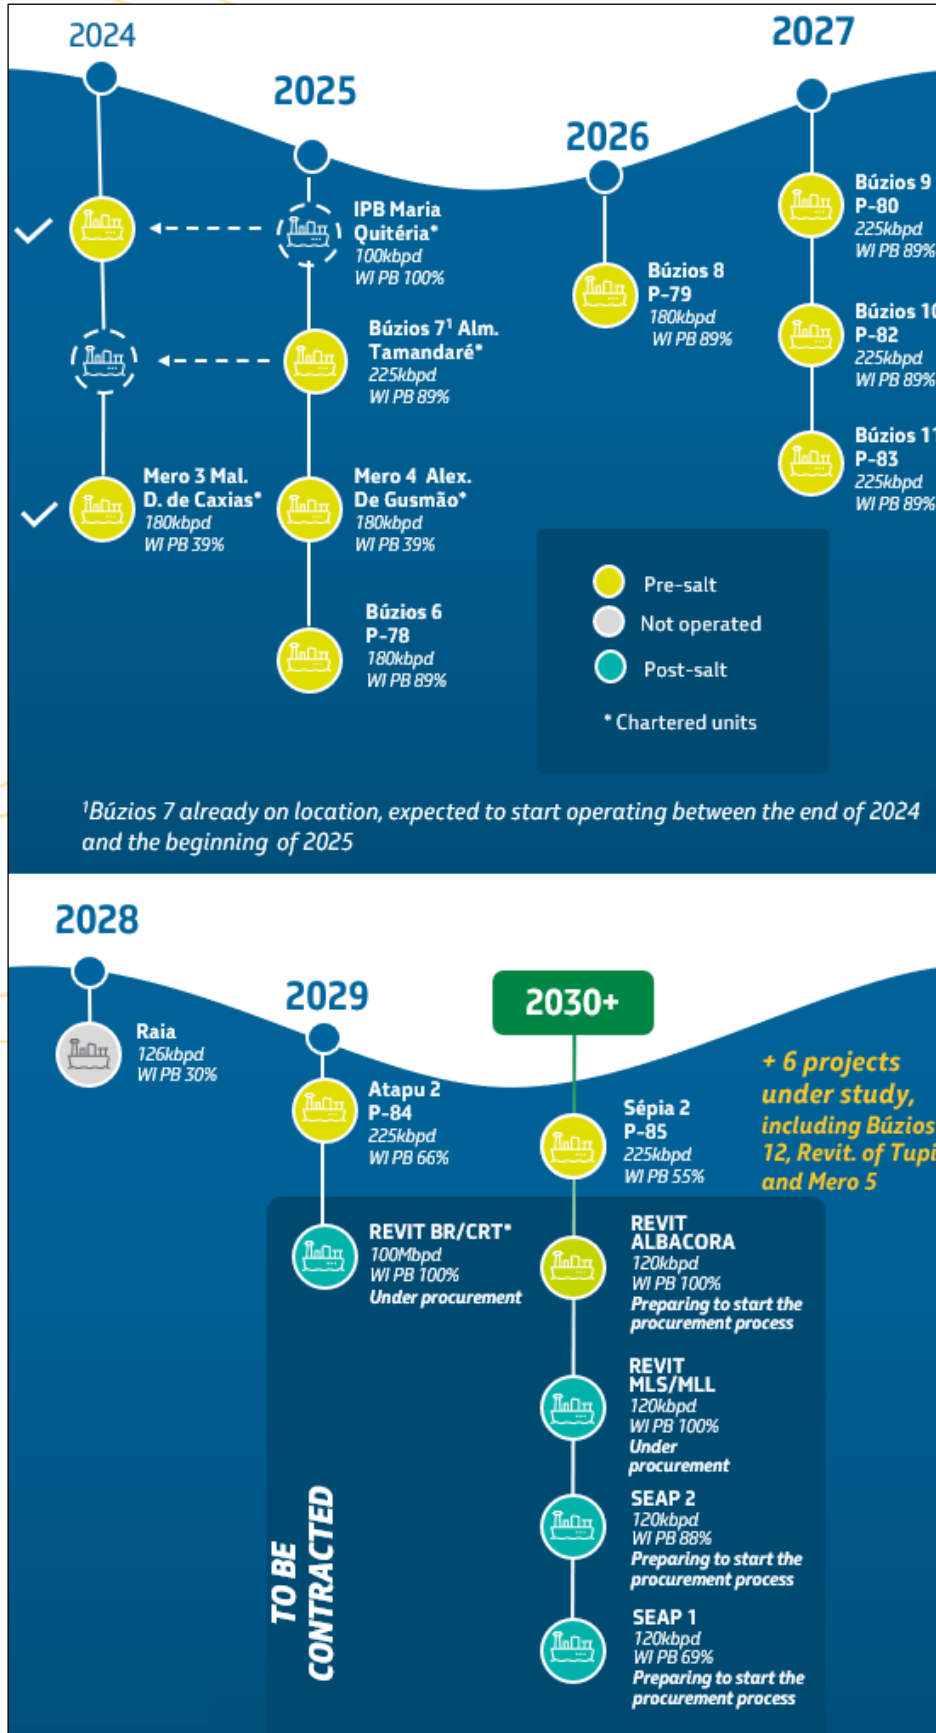 2024
2025
2026
2027
IPB Maria
Quitéria*
100kbpd
WI PB 100%
Búzios 7¹ Alm.
Tamandaré*
225kbpd
WI PB 89%
Mero 3 Mal.
D. de Caxias*
180kbpd
WI PB 39%
Mero 4 Alex.
De Gusmão*
180kbpd
WI PB 39%
Búzios 6
P-78
180kbpd
WI PB 89%
Búzios 8
P-79
180kbpd
WI PB 89%
Búzios 9
P-80
225kbpd
WI PB 89%
Búzios 10
P-82
225kbpd
WI PB 89%
Búzios 11
P-83
225kbpd
WI PB 89%
Pre-salt
Not operated
Post-salt
* Chartered units
¹Búzios 7 already on location, expected to start operating between the end of 2024
and the beginning of 2025
2028
2029
2030+
Raia
126kbpd
WI PB 30%
Atapu 2
P-84
225kbpd
WI PB 66%
REVIT BR/CRT*
100Mbpd
WI PB 100%
Under procurement
Sépia 2
P-85
225kbpd
WI PB 55%
REVIT
ALBACORA
120kbpd
WI PB 100%
Preparing to start the
procurement process
REVIT
MLS/MLL
120kbpd
WI PB 100%
Under
procurement
SEAP 2
120kbpd
WI PB 88%
Preparing to start the
procurement process
SEAP 1
120kbpd
WI PB 69%
Preparing to start the
procurement process
+ 6 projects
under study,
including Búzios
12, Revit. of Tupi
and Mero 5
TO BE
CONTRACTED